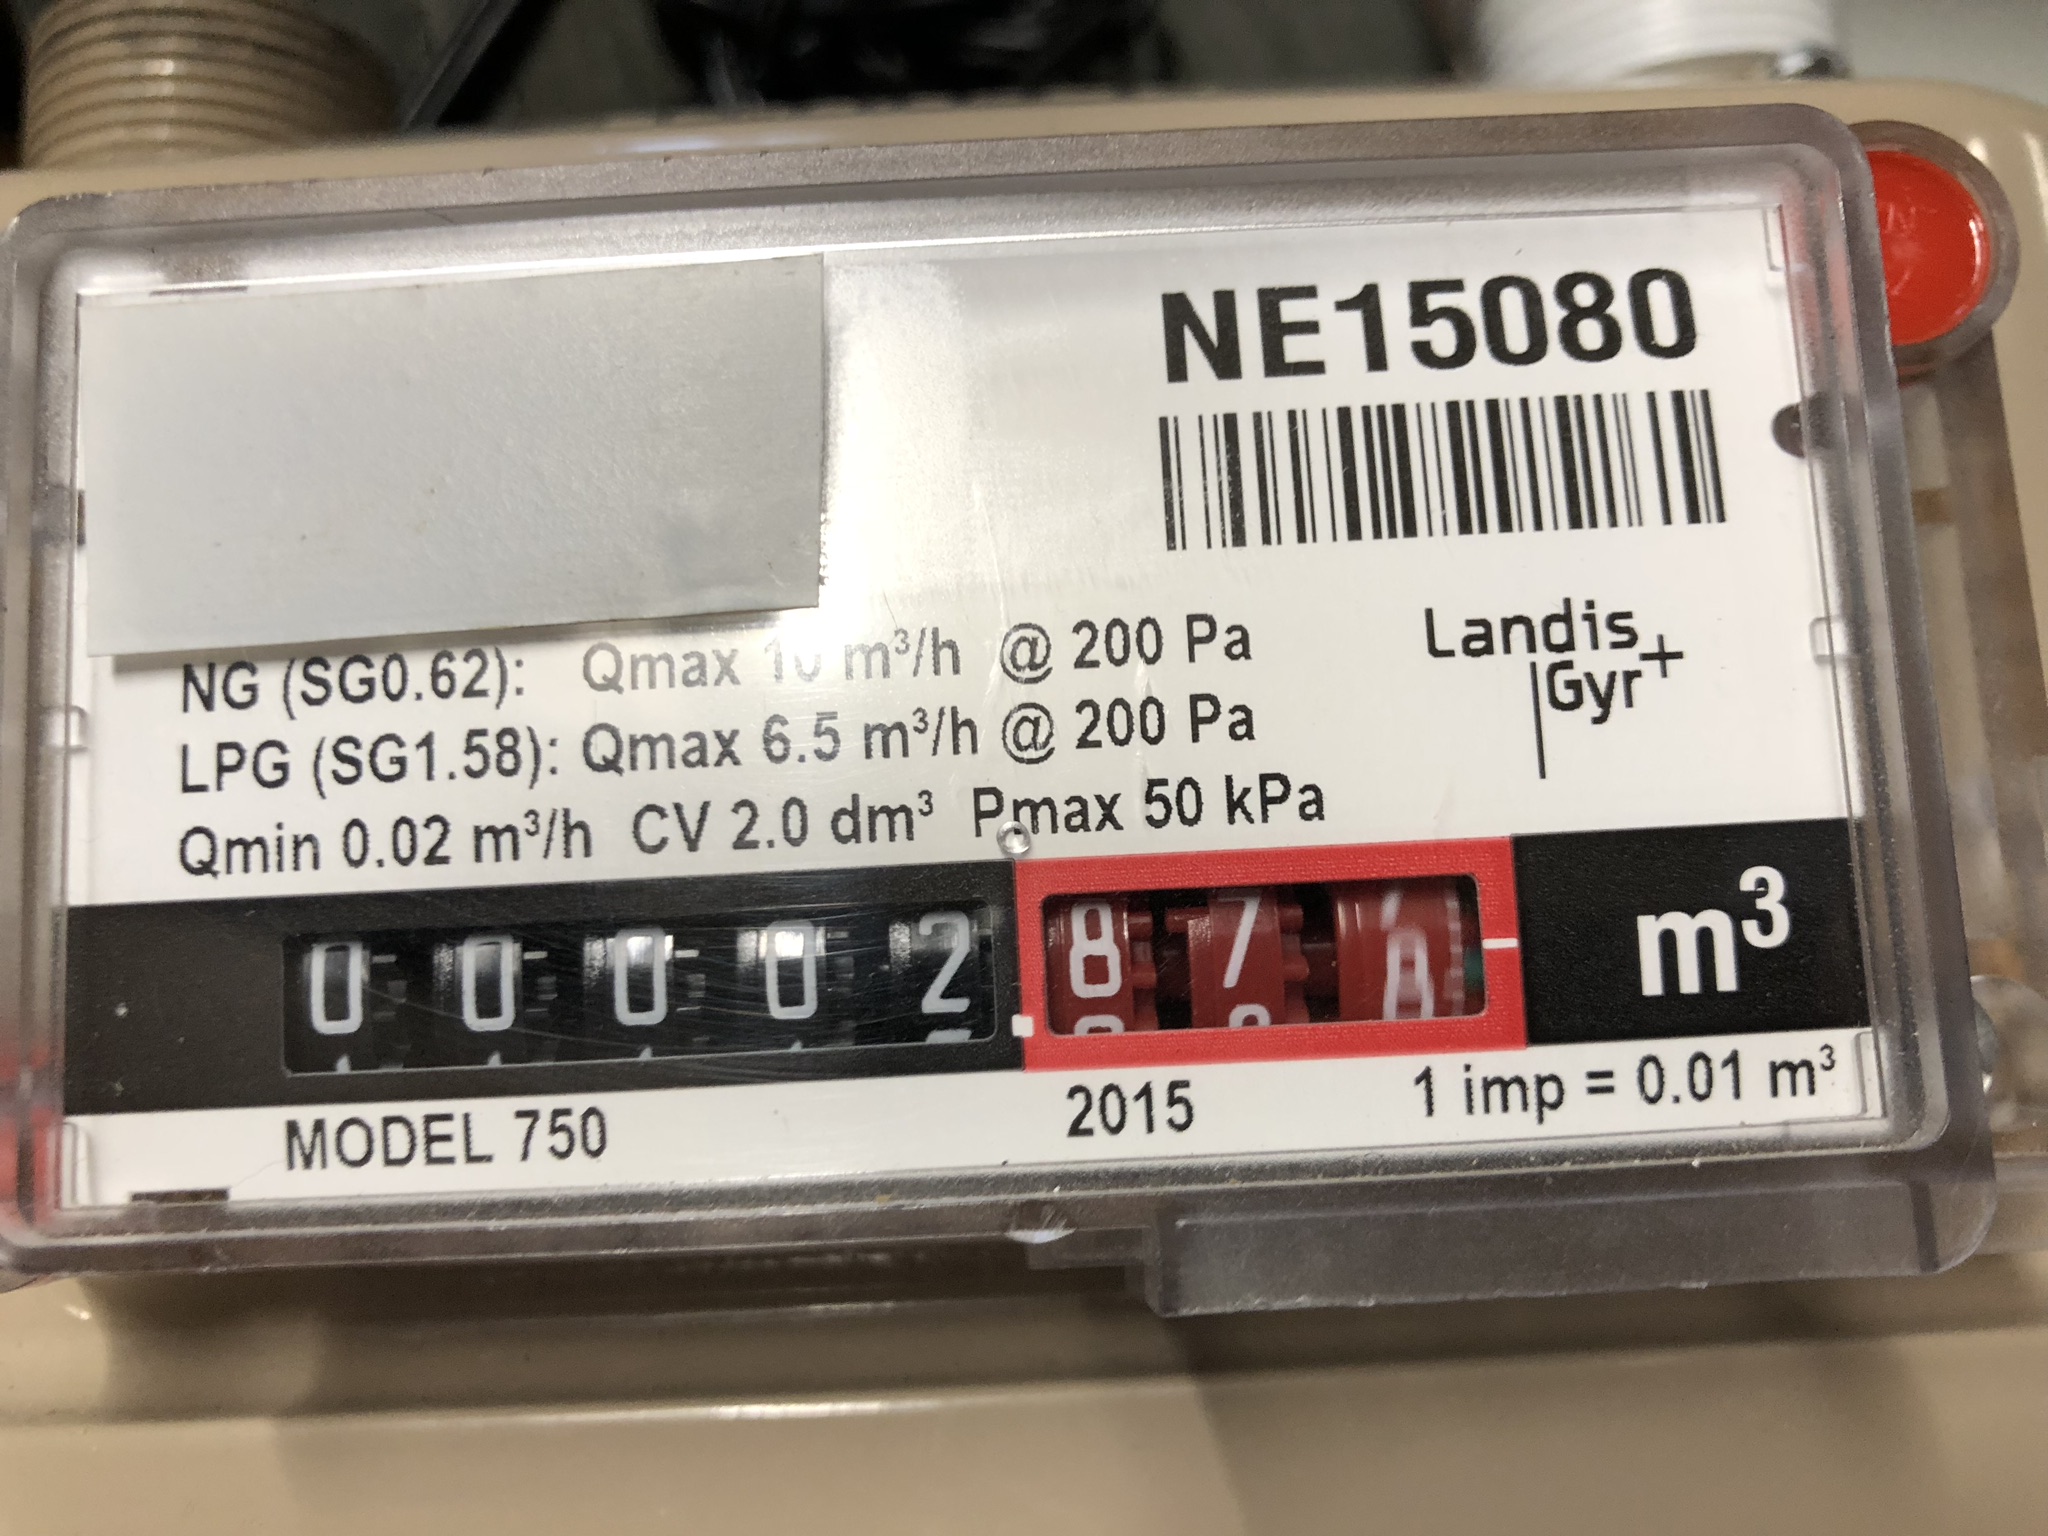 NE15080
NG (SG0.62): Qmax 10 m³/h @ 200 Pa
LPG (SG1.58): Qmax 6.5 m³/h @ 200 Pa
Qmin 0.02 m³/h CV 2.0 dm³ Pmax 50 kPa
Landis
Gyr+
0 0 0 0 2 8 7 m³
MODEL 750
2015
1 imp = 0.01 m³